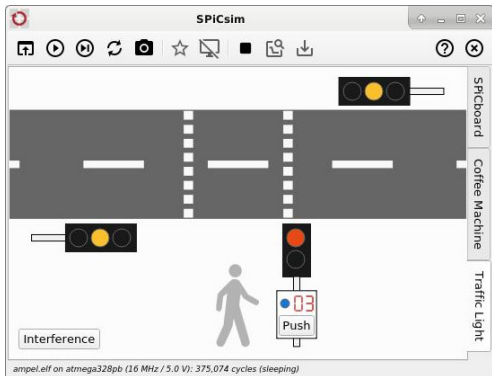 SPiCsim
SPiCboard
Coffee Machine
Traffic Light
03
Push
Interference
ampel.elf on atmega328pb (16 MHz / 5.0 V): 375,074 cycles (sleeping)